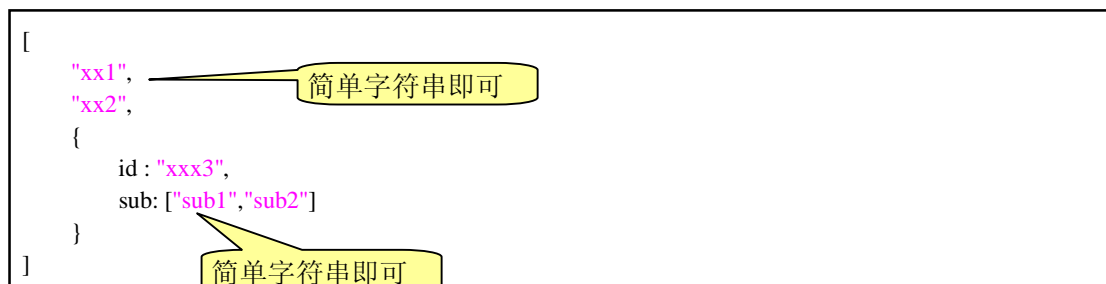 [
"xx1",
简单字符串即可
"xx2",
{
id : "xxx3",
sub: ["sub1","sub2"]
}
]
简单字符串即可